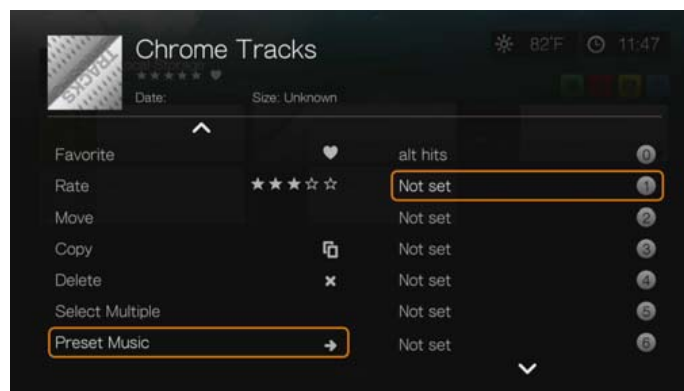 Chrome Tracks
82°F
11:47
TRACKS
Date:
Size: Unknown
Favorite
Rate
Move
Copy
Delete
Select Multiple
Preset Music
alt hits 0
Not set 1
Not set 2
Not set 3
Not set 4
Not set 5
Not set 6